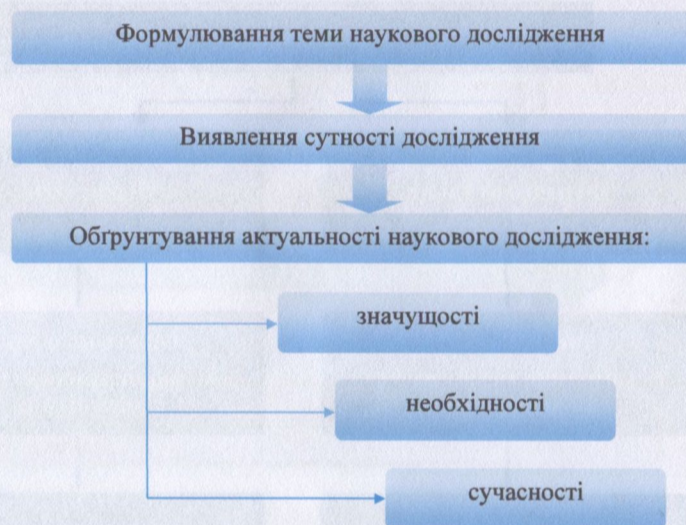 Формулювання теми наукового дослідження
Виявлення сутності дослідження
Обґрунтування актуальності наукового дослідження:
значущості
необхідності
сучасності